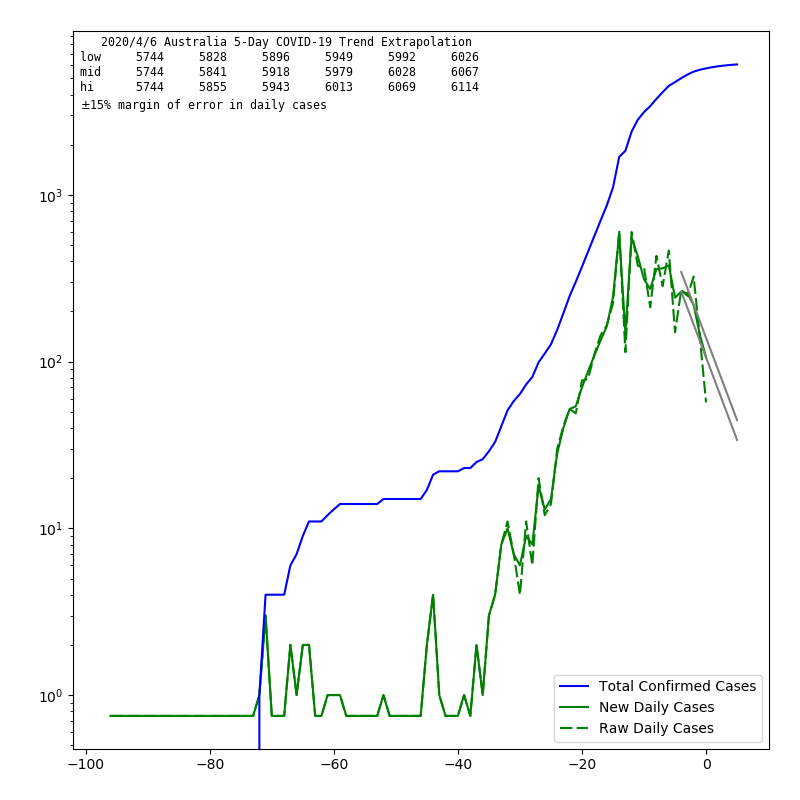 2020/4/6 Australia 5-Day COVID-19 Trend Extrapolation
low 5744 5828 5896 5949 5992 6026
mid 5744 5841 5918 5979 6028 6067
hi 5744 5855 5943 6013 6069 6114
±15% margin of error in daily cases
10³
10²
10¹
10⁰
Total Confirmed Cases
New Daily Cases
Raw Daily Cases
−100 −80 −60 −40 −20 0